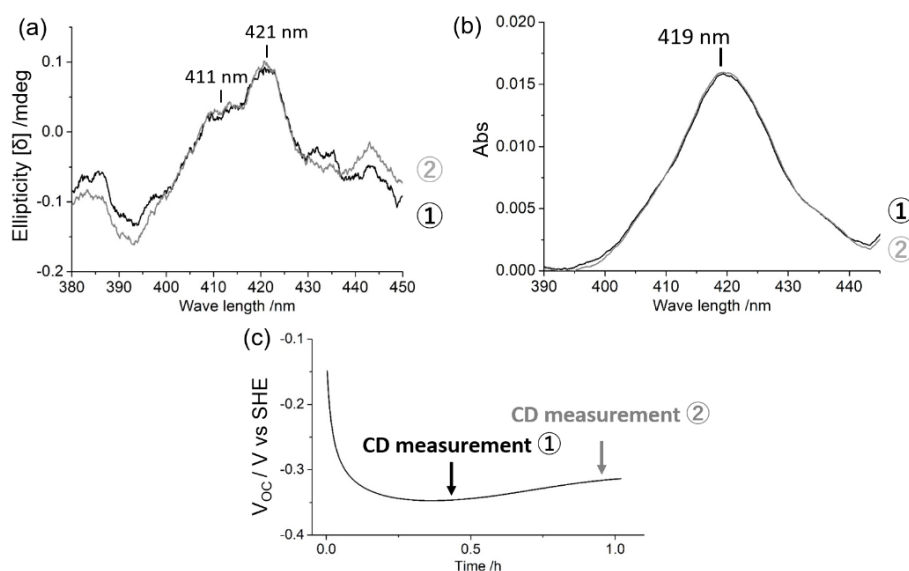 (a)
421 nm
411 nm
0.1
0.0
-0.1
-0.2
Ellipticity [δ] /mdeg
②
①
380 390 400 410 420 430 440 450
Wave length /nm
(b)
419 nm
0.020
0.015
0.010
0.005
0.000
Abs
①
②
390 400 410 420 430 440
Wave length /nm
(c)
-0.1
-0.2
-0.3
-0.4
VOC / V vs SHE
CD measurement ②
CD measurement ①
0.0 0.5 1.0
Time /h